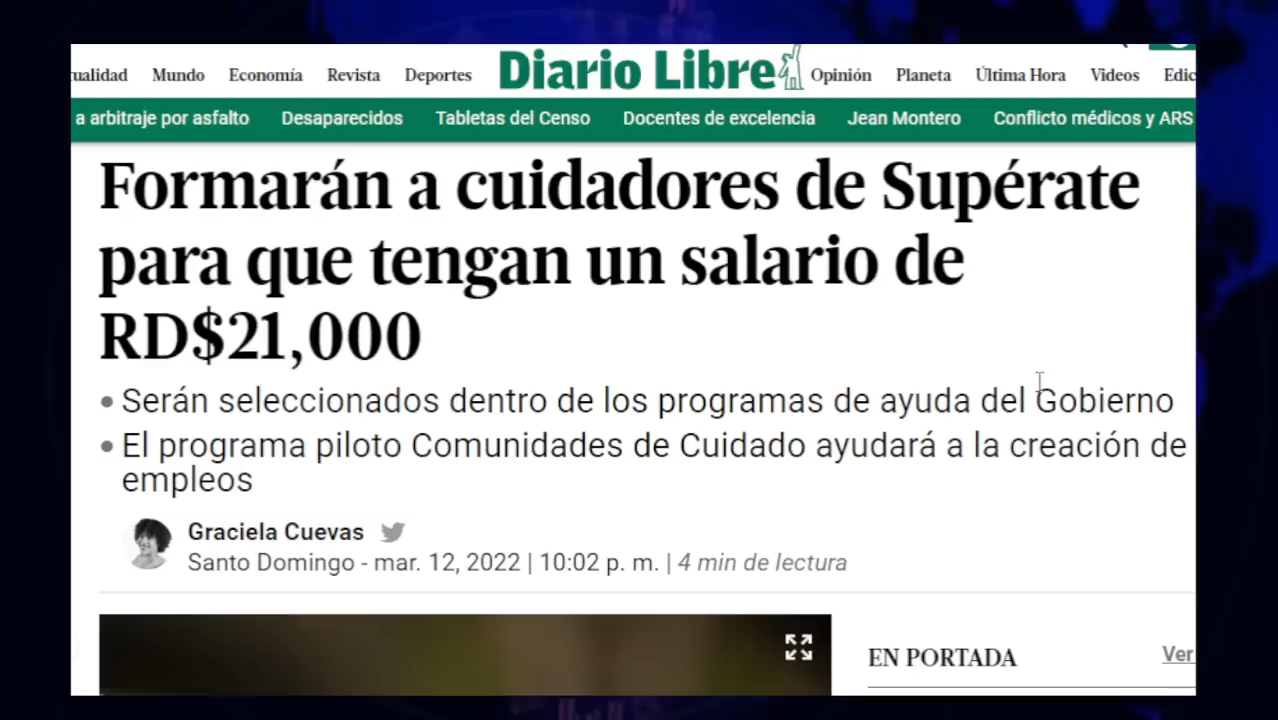 ualidad Mundo Economía Revista Deportes Diario Libre Opinión Planeta Última Hora Videos Edic
a arbitraje por asfalto Desaparecidos Tabletas del Censo Docentes de excelencia Jean Montero Conflicto médicos y ARS
Formarán a cuidadores de Supérate
para que tengan un salario de
RD$21,000
• Serán seleccionados dentro de los programas de ayuda del Gobierno
• El programa piloto Comunidades de Cuidado ayudará a la creación de
empleos
Graciela Cuevas
Santo Domingo - mar. 12, 2022 | 10:02 p. m. | 4 min de lectura
EN PORTADA Ver